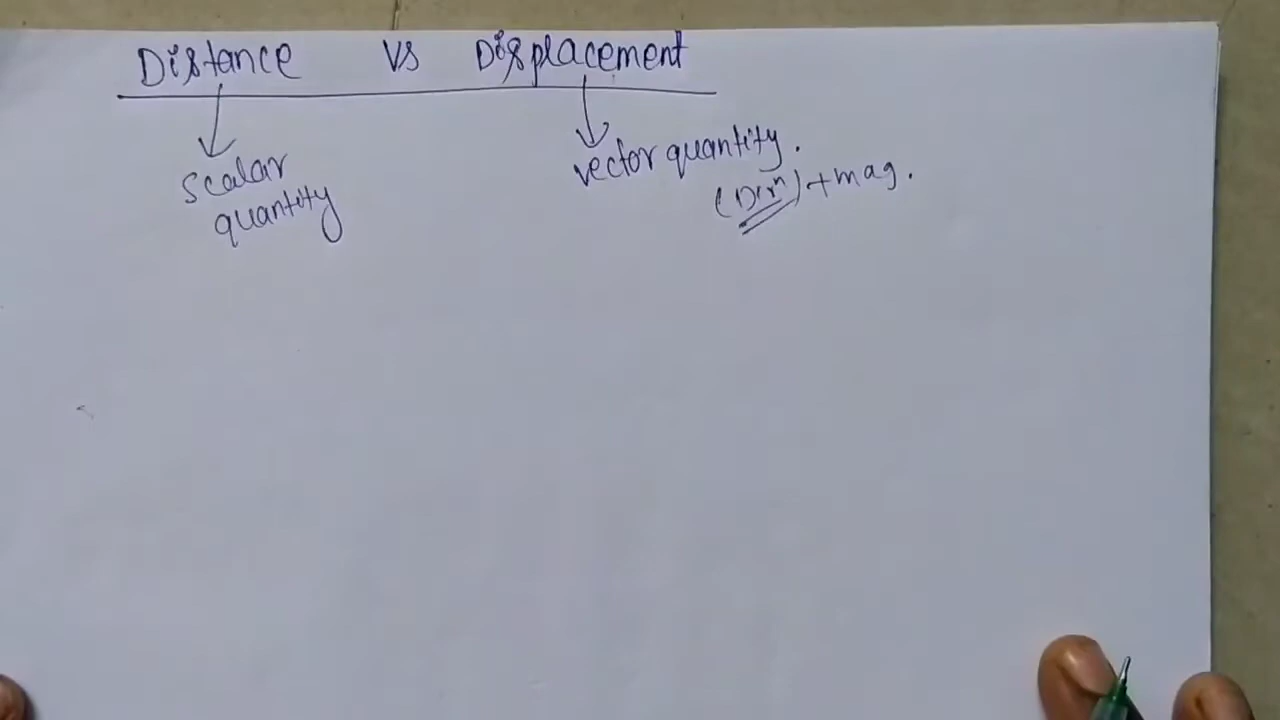 Distance vs Displacement
scalar quantity
vector quantity.
(Dirⁿ) + mag.